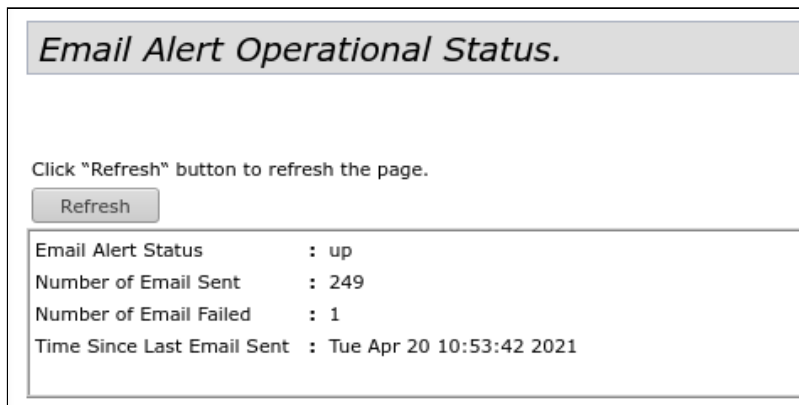 Email Alert Operational Status.
Click "Refresh" button to refresh the page.
Refresh
Email Alert Status : up
Number of Email Sent : 249
Number of Email Failed : 1
Time Since Last Email Sent : Tue Apr 20 10:53:42 2021